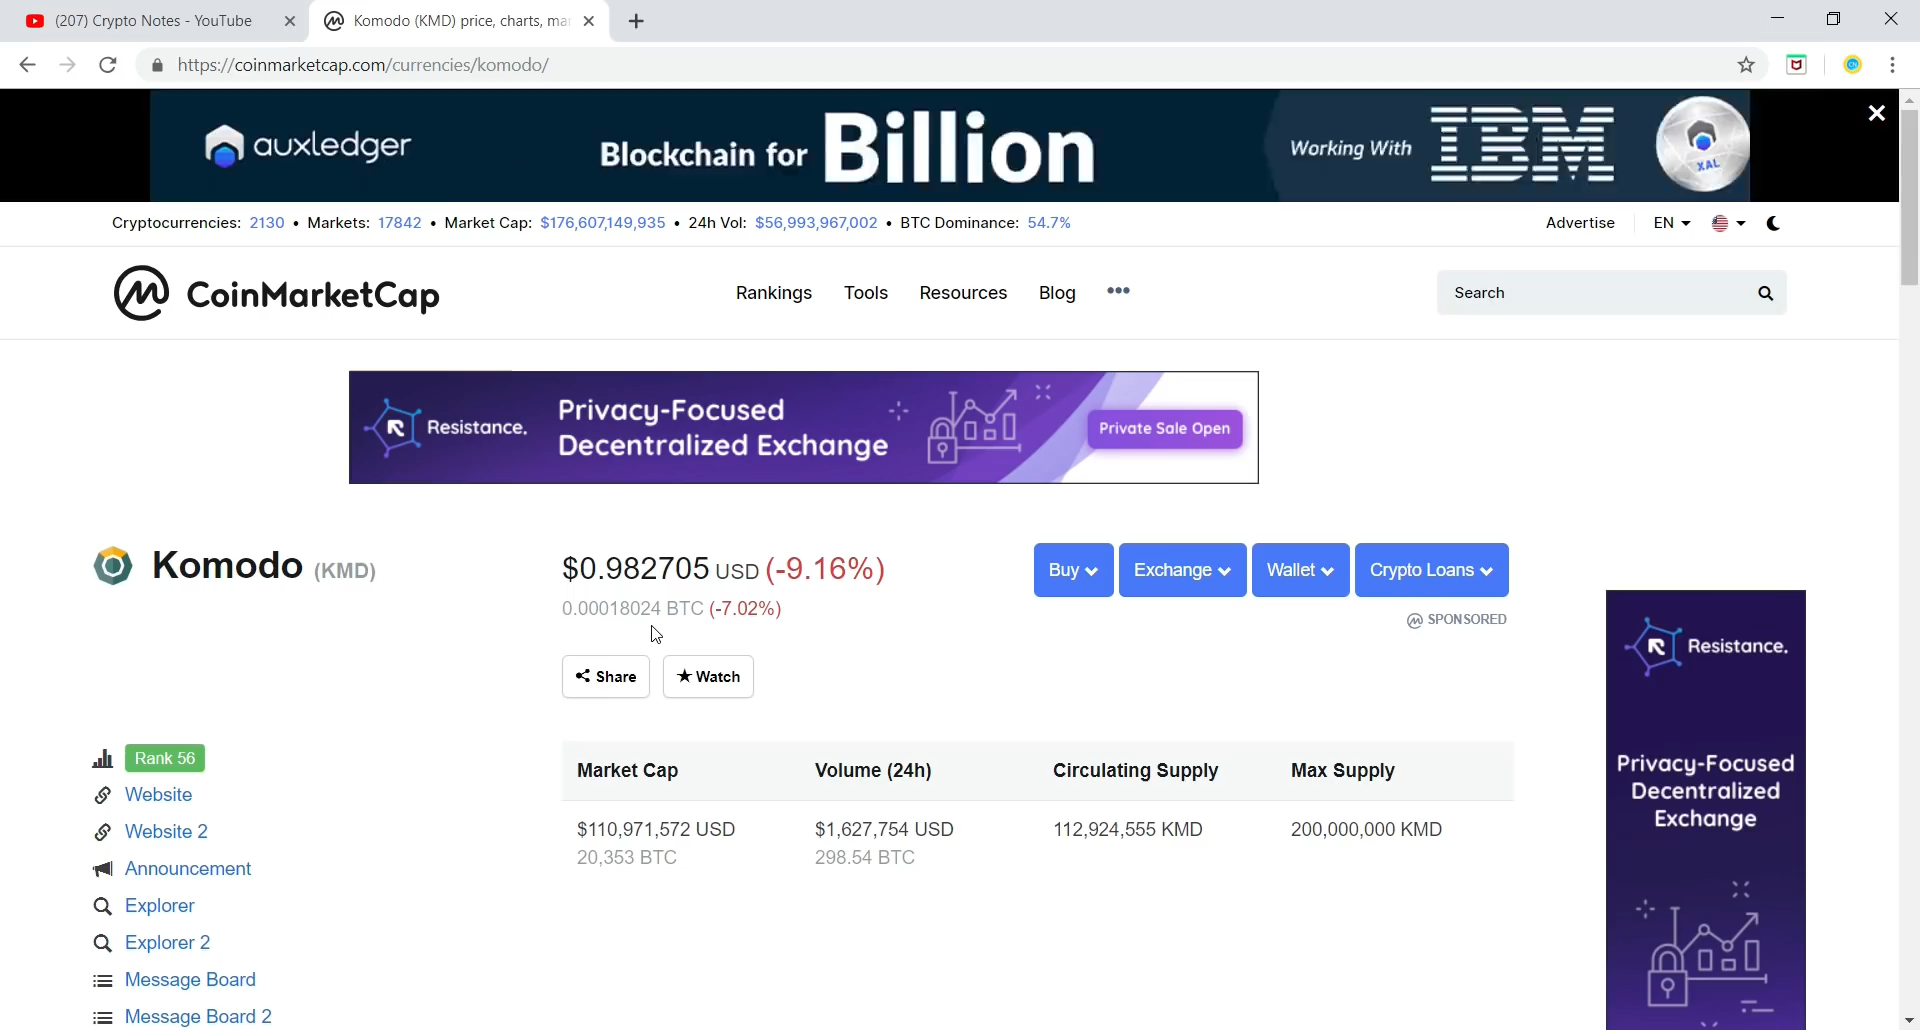 (207) Crypto Notes - YouTube
Komodo (KMD) price, charts, ma
https://coinmarketcap.com/currencies/komodo/
auxledger
Blockchain for Billion
Working With IBM
XAL
Cryptocurrencies: 2130 • Markets: 17842 • Market Cap: $176,607,149,935 • 24h Vol: $56,993,967,002 • BTC Dominance: 54.7%
Advertise
EN
CoinMarketCap
Rankings Tools Resources Blog
Search
Resistance.
Privacy-Focused
Decentralized Exchange
Private Sale Open
Komodo (KMD)
$0.982705 USD (-9.16%)
0.00018024 BTC (-7.02%)
Buy
Exchange
Wallet
Crypto Loans
SPONSORED
Share
Watch
Rank 56
Website
Website 2
Announcement
Explorer
Explorer 2
Message Board
Message Board 2
Market Cap Volume (24h) Circulating Supply Max Supply
$110,971,572 USD $1,627,754 USD 112,924,555 KMD 200,000,000 KMD
20,353 BTC 298.54 BTC
Resistance.
Privacy-Focused
Decentralized
Exchange